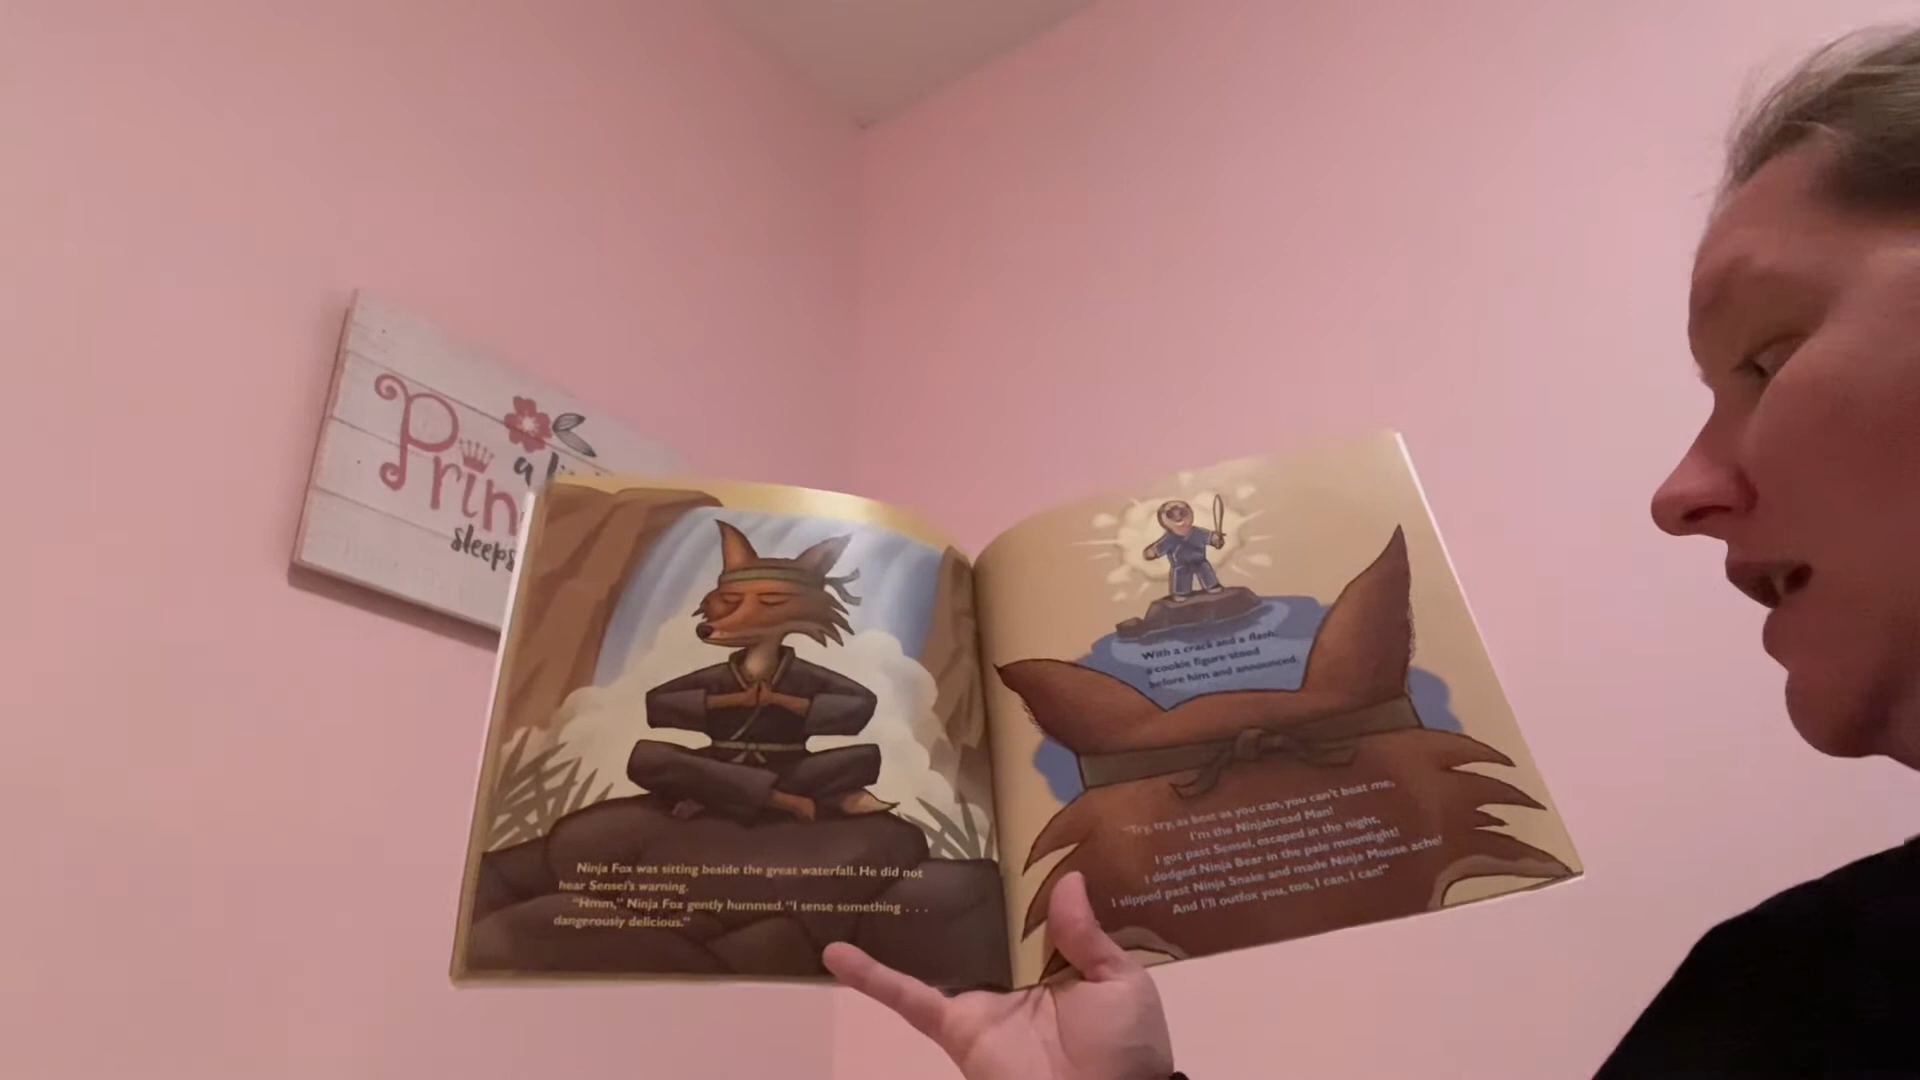 a li
Prin
sleeps
Ninja Fox was sitting beside the great waterfall. He did not
hear Sensei's warning.
"Hmm," Ninja Fox gently hummed. "I sense something . . .
dangerously delicious."
With a crack and a flash,
a cookie figure stood
before him and announced,
"Try, try, as best as you can, you can't beat me,
I'm the Ninjabread Man!
I got past Sensei, escaped in the night,
I dodged Ninja Bear in the pale moonlight!
I slipped past Ninja Snake and made Ninja Mouse ache!
And I'll outfox you, too, I can, I can!"